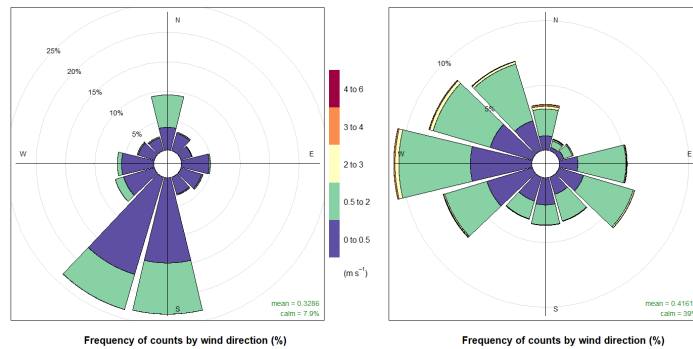 N
25%
20%
15%
10%
5%
W
E
S
mean = 0.3286
calm = 7.9%
Frequency of counts by wind direction (%)
4 to 6
3 to 4
2 to 3
0.5 to 2
0 to 0.5
(m s⁻¹)
N
10%
5%
W
E
S
mean = 0.4161
calm = 39%
Frequency of counts by wind direction (%)